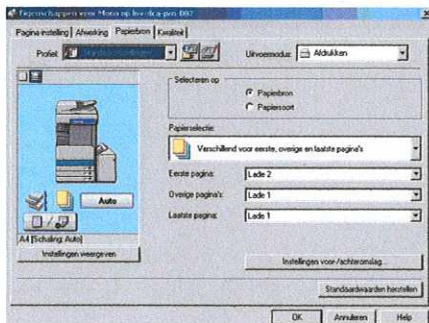 Eigenschappen voor Mono op
Pagina-instelling Afwerking Papierbron Kwaliteit
Profiel: Uitvoermodus: Afdrukken
Selecteren op
Papierbron
Papiersoort
Papierselectie:
Verschillend voor eerste, overige en laatste pagina's
Eerste pagina: Lade 2
Overige pagina's: Lade 1
Laatste pagina: Lade 1
Auto
A4 [Schaling: Auto]
Instellingen weergeven
Instellingen voor-/achteromslag...
Standaardwaarden herstellen
OK Annuleren Help